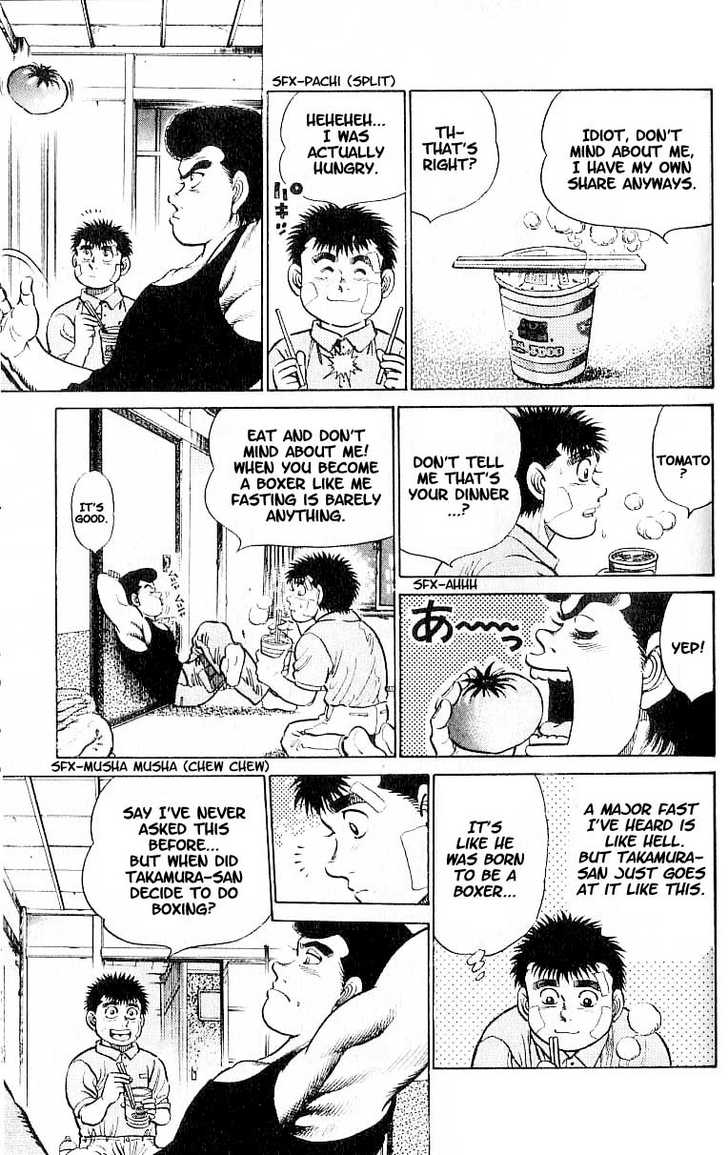 IDIOT, DON'T
MIND ABOUT ME,
I HAVE MY OWN
SHARE ANYWAYS.
TH-
THAT'S
RIGHT?
SFX-PACHI (SPLIT)
HEHEHEH...
I WAS
ACTUALLY
HUNGRY.
パキッ
TOMATO
?
DON'T TELL
ME THAT'S
YOUR DINNER
...?
SFX-AHHH
あ〜〜っ
YEP!
EAT AND DON'T
MIND ABOUT ME!
WHEN YOU BECOME
A BOXER LIKE ME
FASTING IS BARELY
ANYTHING.
IT'S
GOOD.
SFX-MUSHA MUSHA (CHEW CHEW)
A MAJOR FAST
I'VE HEARD IS
LIKE HELL.
BUT TAKAMURA-
SAN JUST GOES
AT IT LIKE THIS.
IT'S
LIKE HE
WAS BORN
TO BE A
BOXER...
SAY I'VE NEVER
ASKED THIS
BEFORE...
BUT WHEN DID
TAKAMURA-SAN
DECIDE TO DO
BOXING?